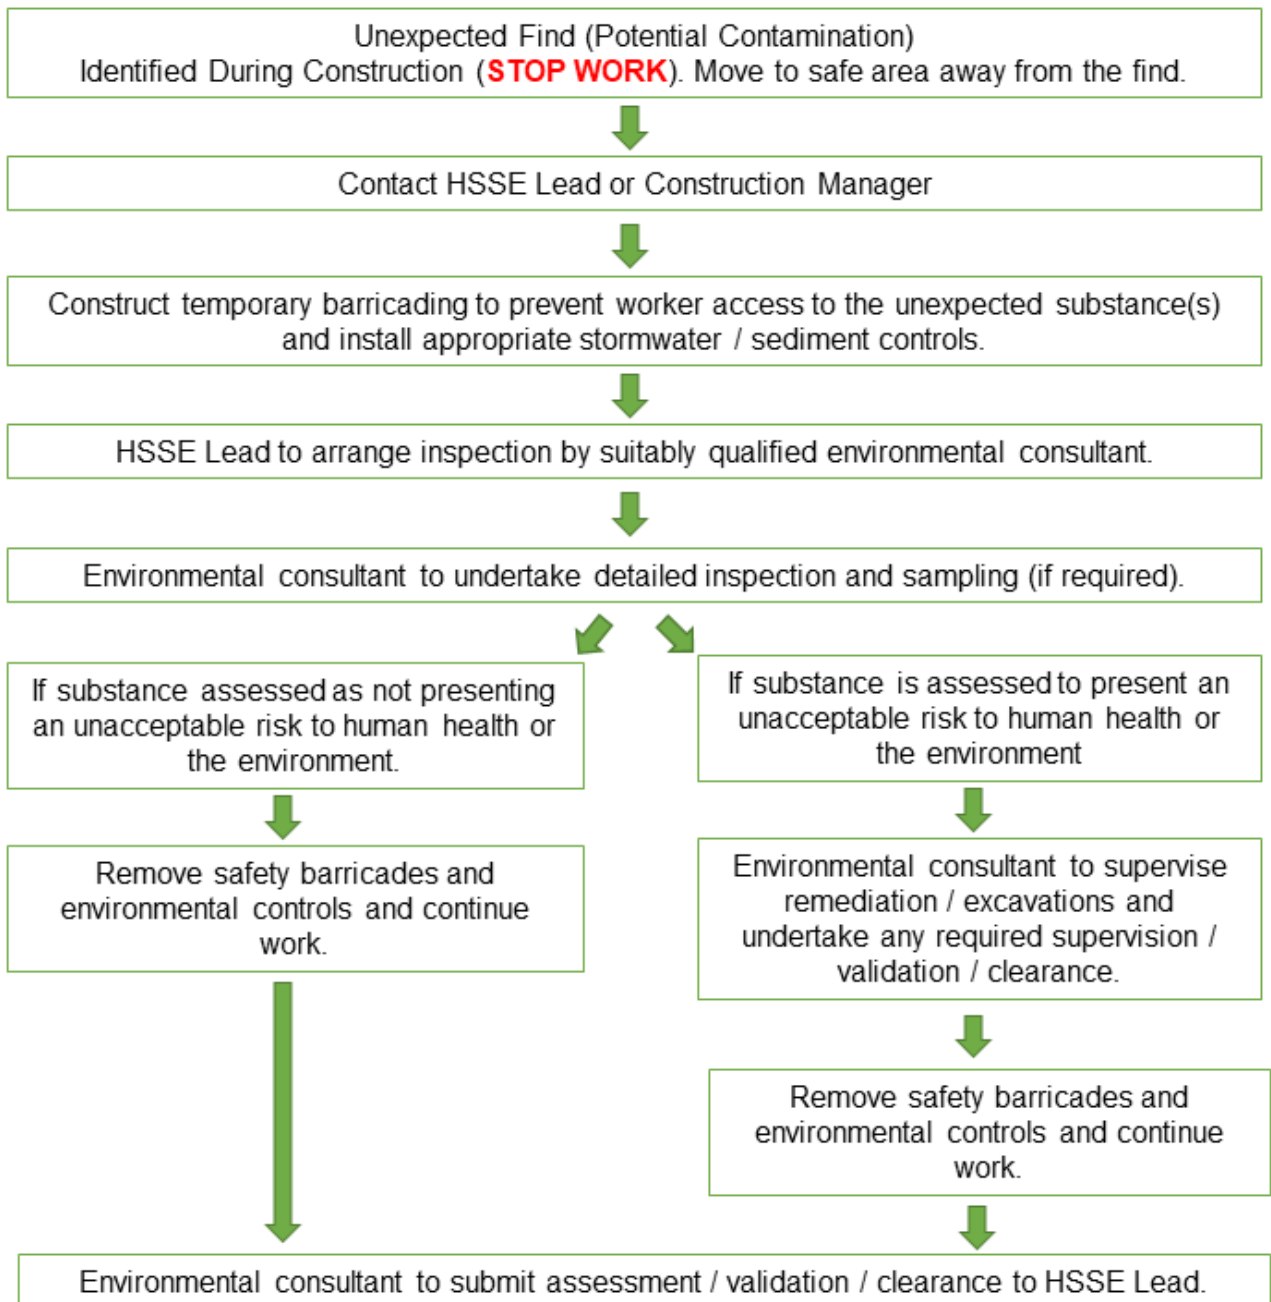 Unexpected Find (Potential Contamination)
Identified During Construction (STOP WORK). Move to safe area away from the find.
Contact HSSE Lead or Construction Manager
Construct temporary barricading to prevent worker access to the unexpected substance(s)
and install appropriate stormwater / sediment controls.
HSSE Lead to arrange inspection by suitably qualified environmental consultant.
Environmental consultant to undertake detailed inspection and sampling (if required).
If substance assessed as not presenting
an unacceptable risk to human health or
the environment.
If substance is assessed to present an
unacceptable risk to human health or
the environment
Remove safety barricades and
environmental controls and continue
work.
Environmental consultant to supervise
remediation / excavations and
undertake any required supervision /
validation / clearance.
Remove safety barricades and
environmental controls and continue
work.
Environmental consultant to submit assessment / validation / clearance to HSSE Lead.